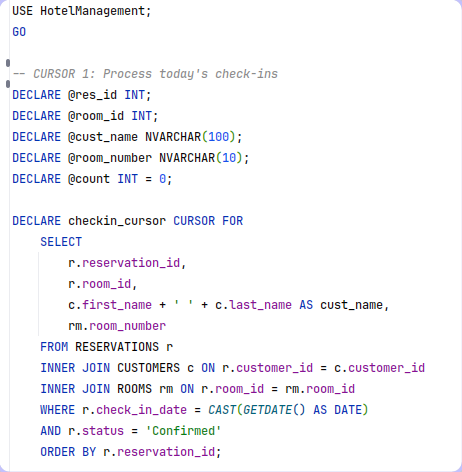 USE HotelManagement;
GO
-- CURSOR 1: Process today's check-ins
DECLARE @res_id INT;
DECLARE @room_id INT;
DECLARE @cust_name NVARCHAR(100);
DECLARE @room_number NVARCHAR(10);
DECLARE @count INT = 0;
DECLARE checkin_cursor CURSOR FOR
    SELECT
        r.reservation_id,
        r.room_id,
        c.first_name + ' ' + c.last_name AS cust_name,
        rm.room_number
    FROM RESERVATIONS r
    INNER JOIN CUSTOMERS c ON r.customer_id = c.customer_id
    INNER JOIN ROOMS rm ON r.room_id = rm.room_id
    WHERE r.check_in_date = CAST(GETDATE() AS DATE)
    AND r.status = 'Confirmed'
    ORDER BY r.reservation_id;